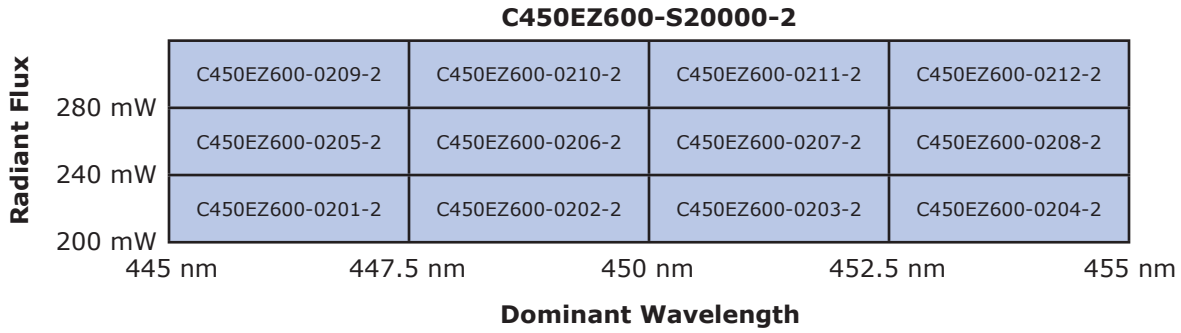 C450EZ600-S20000-2
Radiant Flux
C450EZ600-0209-2 C450EZ600-0210-2 C450EZ600-0211-2 C450EZ600-0212-2
280 mW
C450EZ600-0205-2 C450EZ600-0206-2 C450EZ600-0207-2 C450EZ600-0208-2
240 mW
C450EZ600-0201-2 C450EZ600-0202-2 C450EZ600-0203-2 C450EZ600-0204-2
200 mW
445 nm 447.5 nm 450 nm 452.5 nm 455 nm
Dominant Wavelength